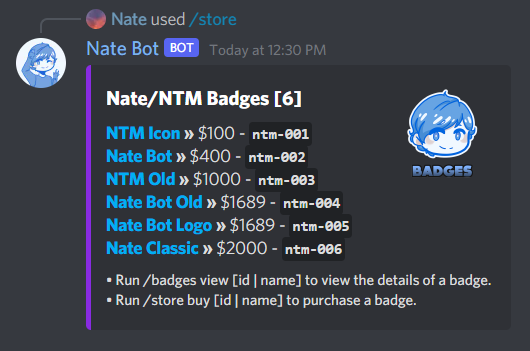 Nate used /store
Nate Bot BOT Today at 12:30 PM
Nate/NTM Badges [6]
NTM Icon » $100 - ntm-001
Nate Bot » $400 - ntm-002
NTM Old » $1000 - ntm-003
Nate Bot Old » $1689 - ntm-004
Nate Bot Logo » $1689 - ntm-005
Nate Classic » $2000 - ntm-006
BADGES
• Run /badges view [id | name] to view the details of a badge.
• Run /store buy [id | name] to purchase a badge.